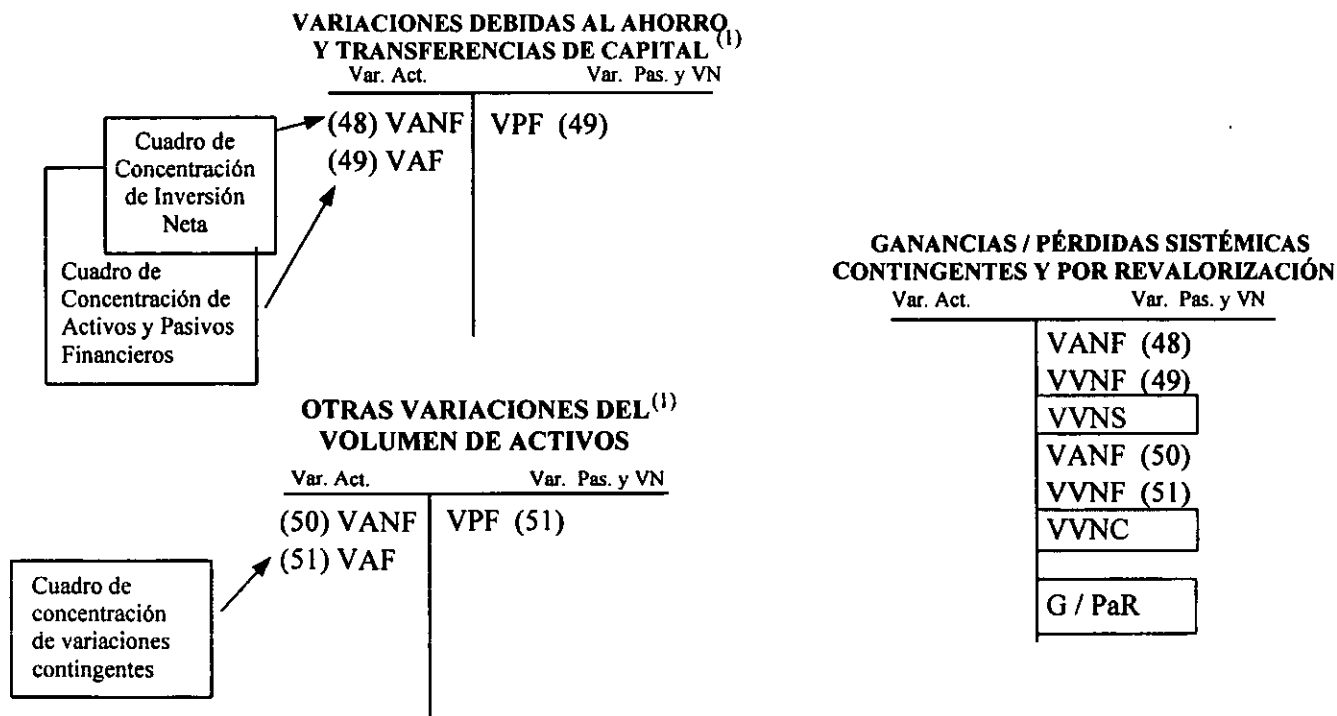 VARIACIONES DEBIDAS AL AHORRO
Y TRANSFERENCIAS DE CAPITAL (1)
Var. Act. Var. Pas. y VN
(48) VANF VPF (49)
(49) VAF
Cuadro de
Concentración
de Inversión
Neta
Cuadro de
Concentración de
Activos y Pasivos
Financieros
OTRAS VARIACIONES DEL (1)
VOLUMEN DE ACTIVOS
Var. Act. Var. Pas. y VN
(50) VANF VPF (51)
(51) VAF
Cuadro de
concentración
de variaciones
contingentes
GANANCIAS / PÉRDIDAS SISTÉMICAS
CONTINGENTES Y POR REVALORIZACIÓN
Var. Act. Var. Pas. y VN
VANF (48)
VVNF (49)
VVNS
VANF (50)
VVNF (51)
VVNC
G / PaR